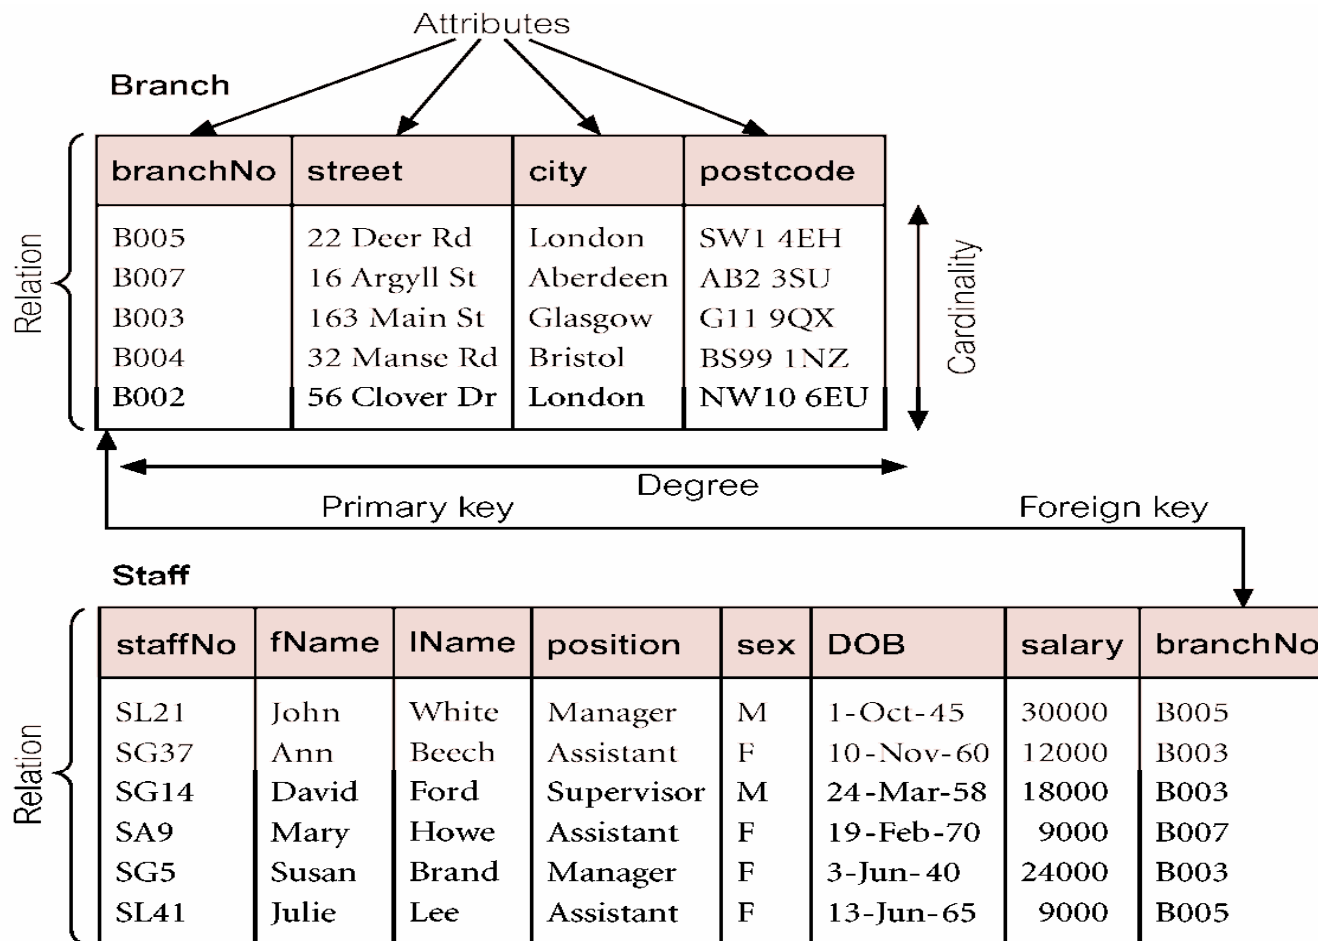 Attributes
Branch
branchNo street city postcode
B005 22 Deer Rd London SW1 4EH
B007 16 Argyll St Aberdeen AB2 3SU
B003 163 Main St Glasgow G11 9QX
B004 32 Manse Rd Bristol BS99 1NZ
B002 56 Clover Dr London NW10 6EU
Relation
Cardinality
Degree
Primary key Foreign key
Staff
staffNo fName lName position sex DOB salary branchNo
SL21 John White Manager M 1-Oct-45 30000 B005
SG37 Ann Beech Assistant F 10-Nov-60 12000 B003
SG14 David Ford Supervisor M 24-Mar-58 18000 B003
SA9 Mary Howe Assistant F 19-Feb-70 9000 B007
SG5 Susan Brand Manager F 3-Jun-40 24000 B003
SL41 Julie Lee Assistant F 13-Jun-65 9000 B005
Relation